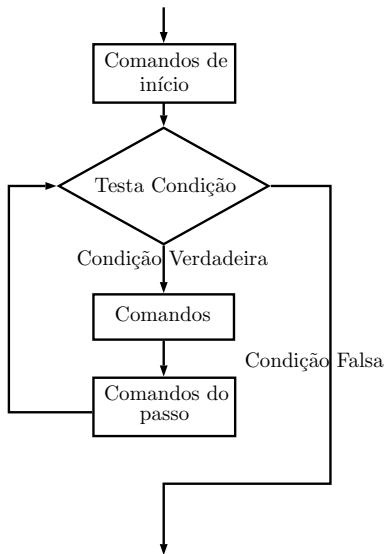 Comandos de
início
Testa Condição
Condição Verdadeira
Comandos
Condição Falsa
Comandos do
passo